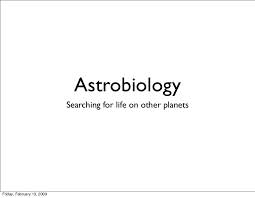 Astrobiology
Searching for life on other planets
Friday, February 13, 2009